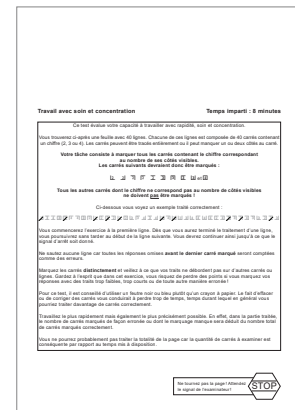 Travail avec soin et concentration
Temps imparti : 8 minutes
Ce test évalue votre capacité à travailler avec rapidité, soin et concentration.
Vous trouverez ci-après une feuille avec 40 lignes. Chacune de ces lignes est composée de 40 carrés contenant
un chiffre (2, 3 ou 4). Les carrés peuvent être tracés entièrement ou il peut manquer un ou deux côtés au carré.
Votre tâche consiste à marquer tous les carrés contenant le chiffre correspondant
au nombre de ses côtés visibles.
Les carrés suivants devraient donc être marqués :
Tous les autres carrés dont le chiffre ne correspond pas au nombre de côtés visibles
ne doivent pas être marqués !
Ci-dessous vous voyez un exemple traité correctement :
Vous commencerez l'exercice à la première ligne. Dès que vous aurez terminé le traitement d'une ligne,
vous poursuivrez sans tarder au début de la ligne suivante. Vous devrez continuer ainsi jusqu'à ce que le
signal d'arrêt soit donné.
Ne sautez aucune ligne car toutes les réponses omises avant le dernier carré marqué seront comptées
comme des erreurs.
Marquez les carrés distinctement et veillez à ce que vos traits ne débordent pas sur d'autres carrés ou
lignes. Gardez à l'esprit que dans cet exercice, vous risquez de perdre des points si vous marquez vos
réponses avec des traits trop faibles, trop courts ou de toute autre manière erronée !
Pour ce test, il est conseillé d'utiliser un feutre noir ou bleu plutôt qu'un crayon à papier. Le fait d'effacer
ou de corriger des carrés vous conduirait à perdre trop de temps, temps durant lequel en général vous
pourriez traiter davantage de carrés correctement.
Travaillez le plus rapidement mais également le plus précisément possible. En effet, dans la partie traitée,
le nombre de carrés marqués de façon erronée ou dont le marquage manque sera déduit du nombre total
de carrés marqués correctement.
Vous ne pourrez probablement pas traiter la totalité de la page car la quantité de carrés à examiner est
conséquente par rapport au temps mis à disposition.
Ne tournez pas la page! Attendez
le signal de l'examinateur!
STOP